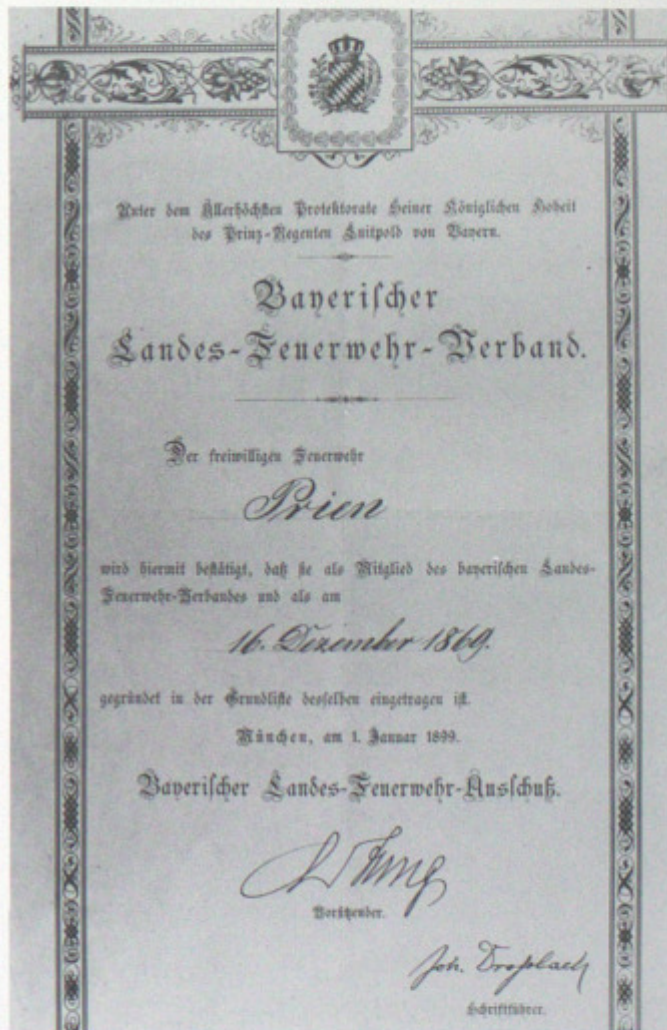 Unter dem Allerhöchsten Protektorate Seiner Königlichen Hoheit
des Prinz-Regenten Luitpold von Bayern.
Bayerischer
Landes-Feuerwehr-Verband.
Der freiwilligen Feuerwehr
Prien
wird hiermit bestätigt, daß sie als Mitglied des bayerischen Landes-
Feuerwehr-Verbandes und als am
16. Dezember 1869.
gegründet in der Grundliste desselben eingetragen ist.
München, am 1. Januar 1899.
Bayerischer Landes-Feuerwehr-Ausschuß.
Vorsitzender.
Joh.
Schriftführer.